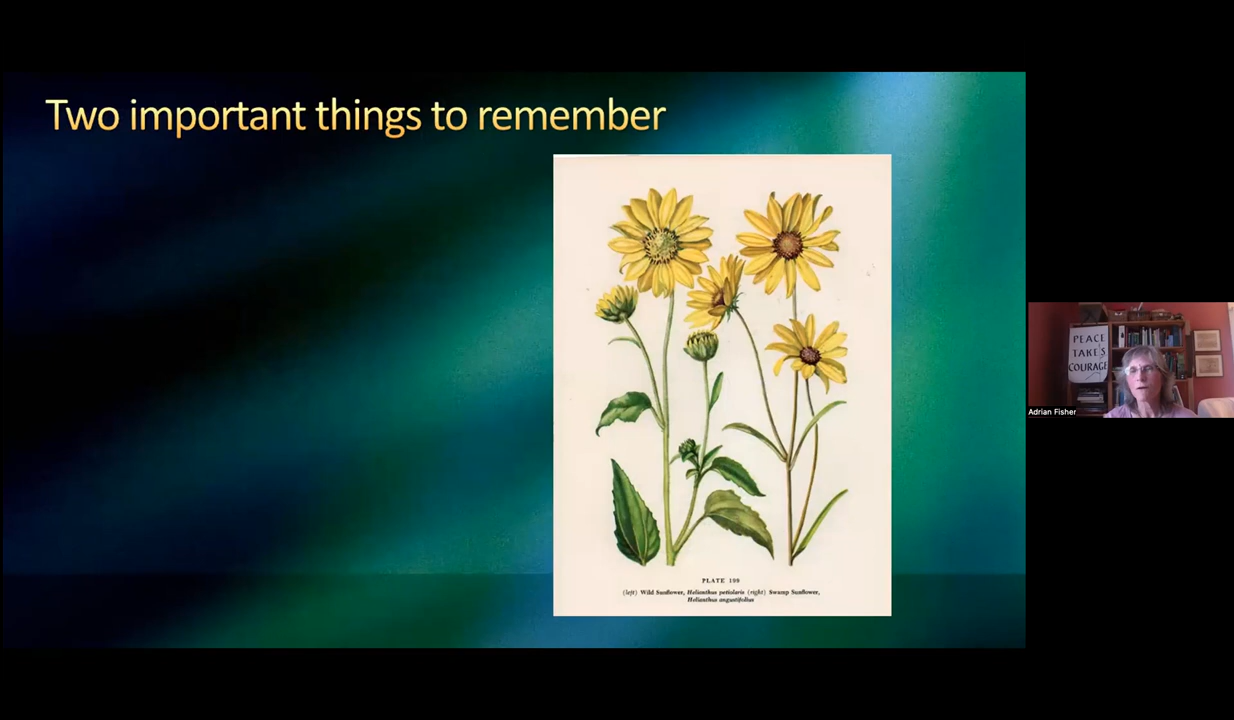 Two important things to remember
PLATE 199
(left) Wild Sunflower, Helianthus petiolaris (right) Swamp Sunflower,
Helianthus angustifolius
PEACE
TAKES
COURAGE
Adrian Fisher